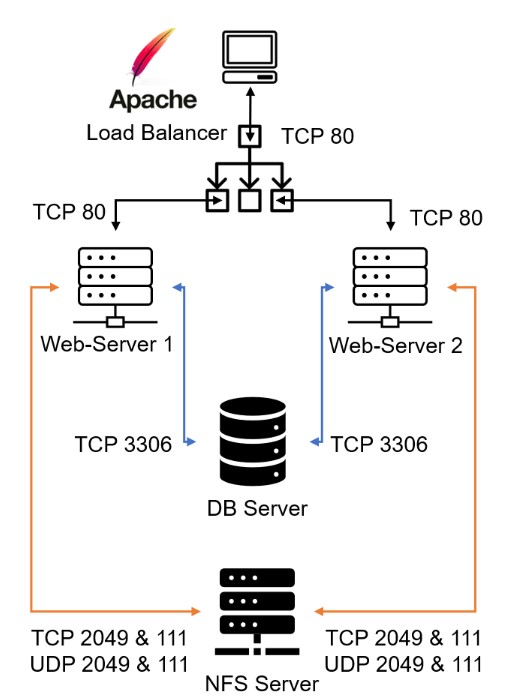 Apache
Load Balancer
TCP 80
TCP 80
TCP 80
Web-Server 1
Web-Server 2
TCP 3306
TCP 3306
DB Server
TCP 2049 & 111
UDP 2049 & 111
TCP 2049 & 111
UDP 2049 & 111
NFS Server